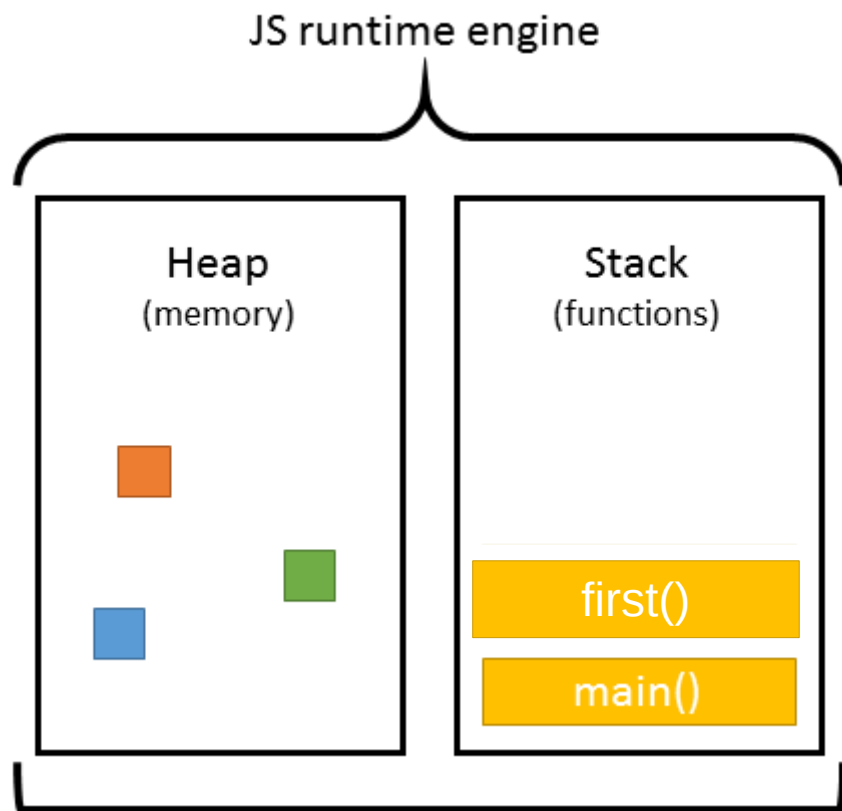 JS runtime engine
Heap
(memory)
Stack
(functions)
first()
main()